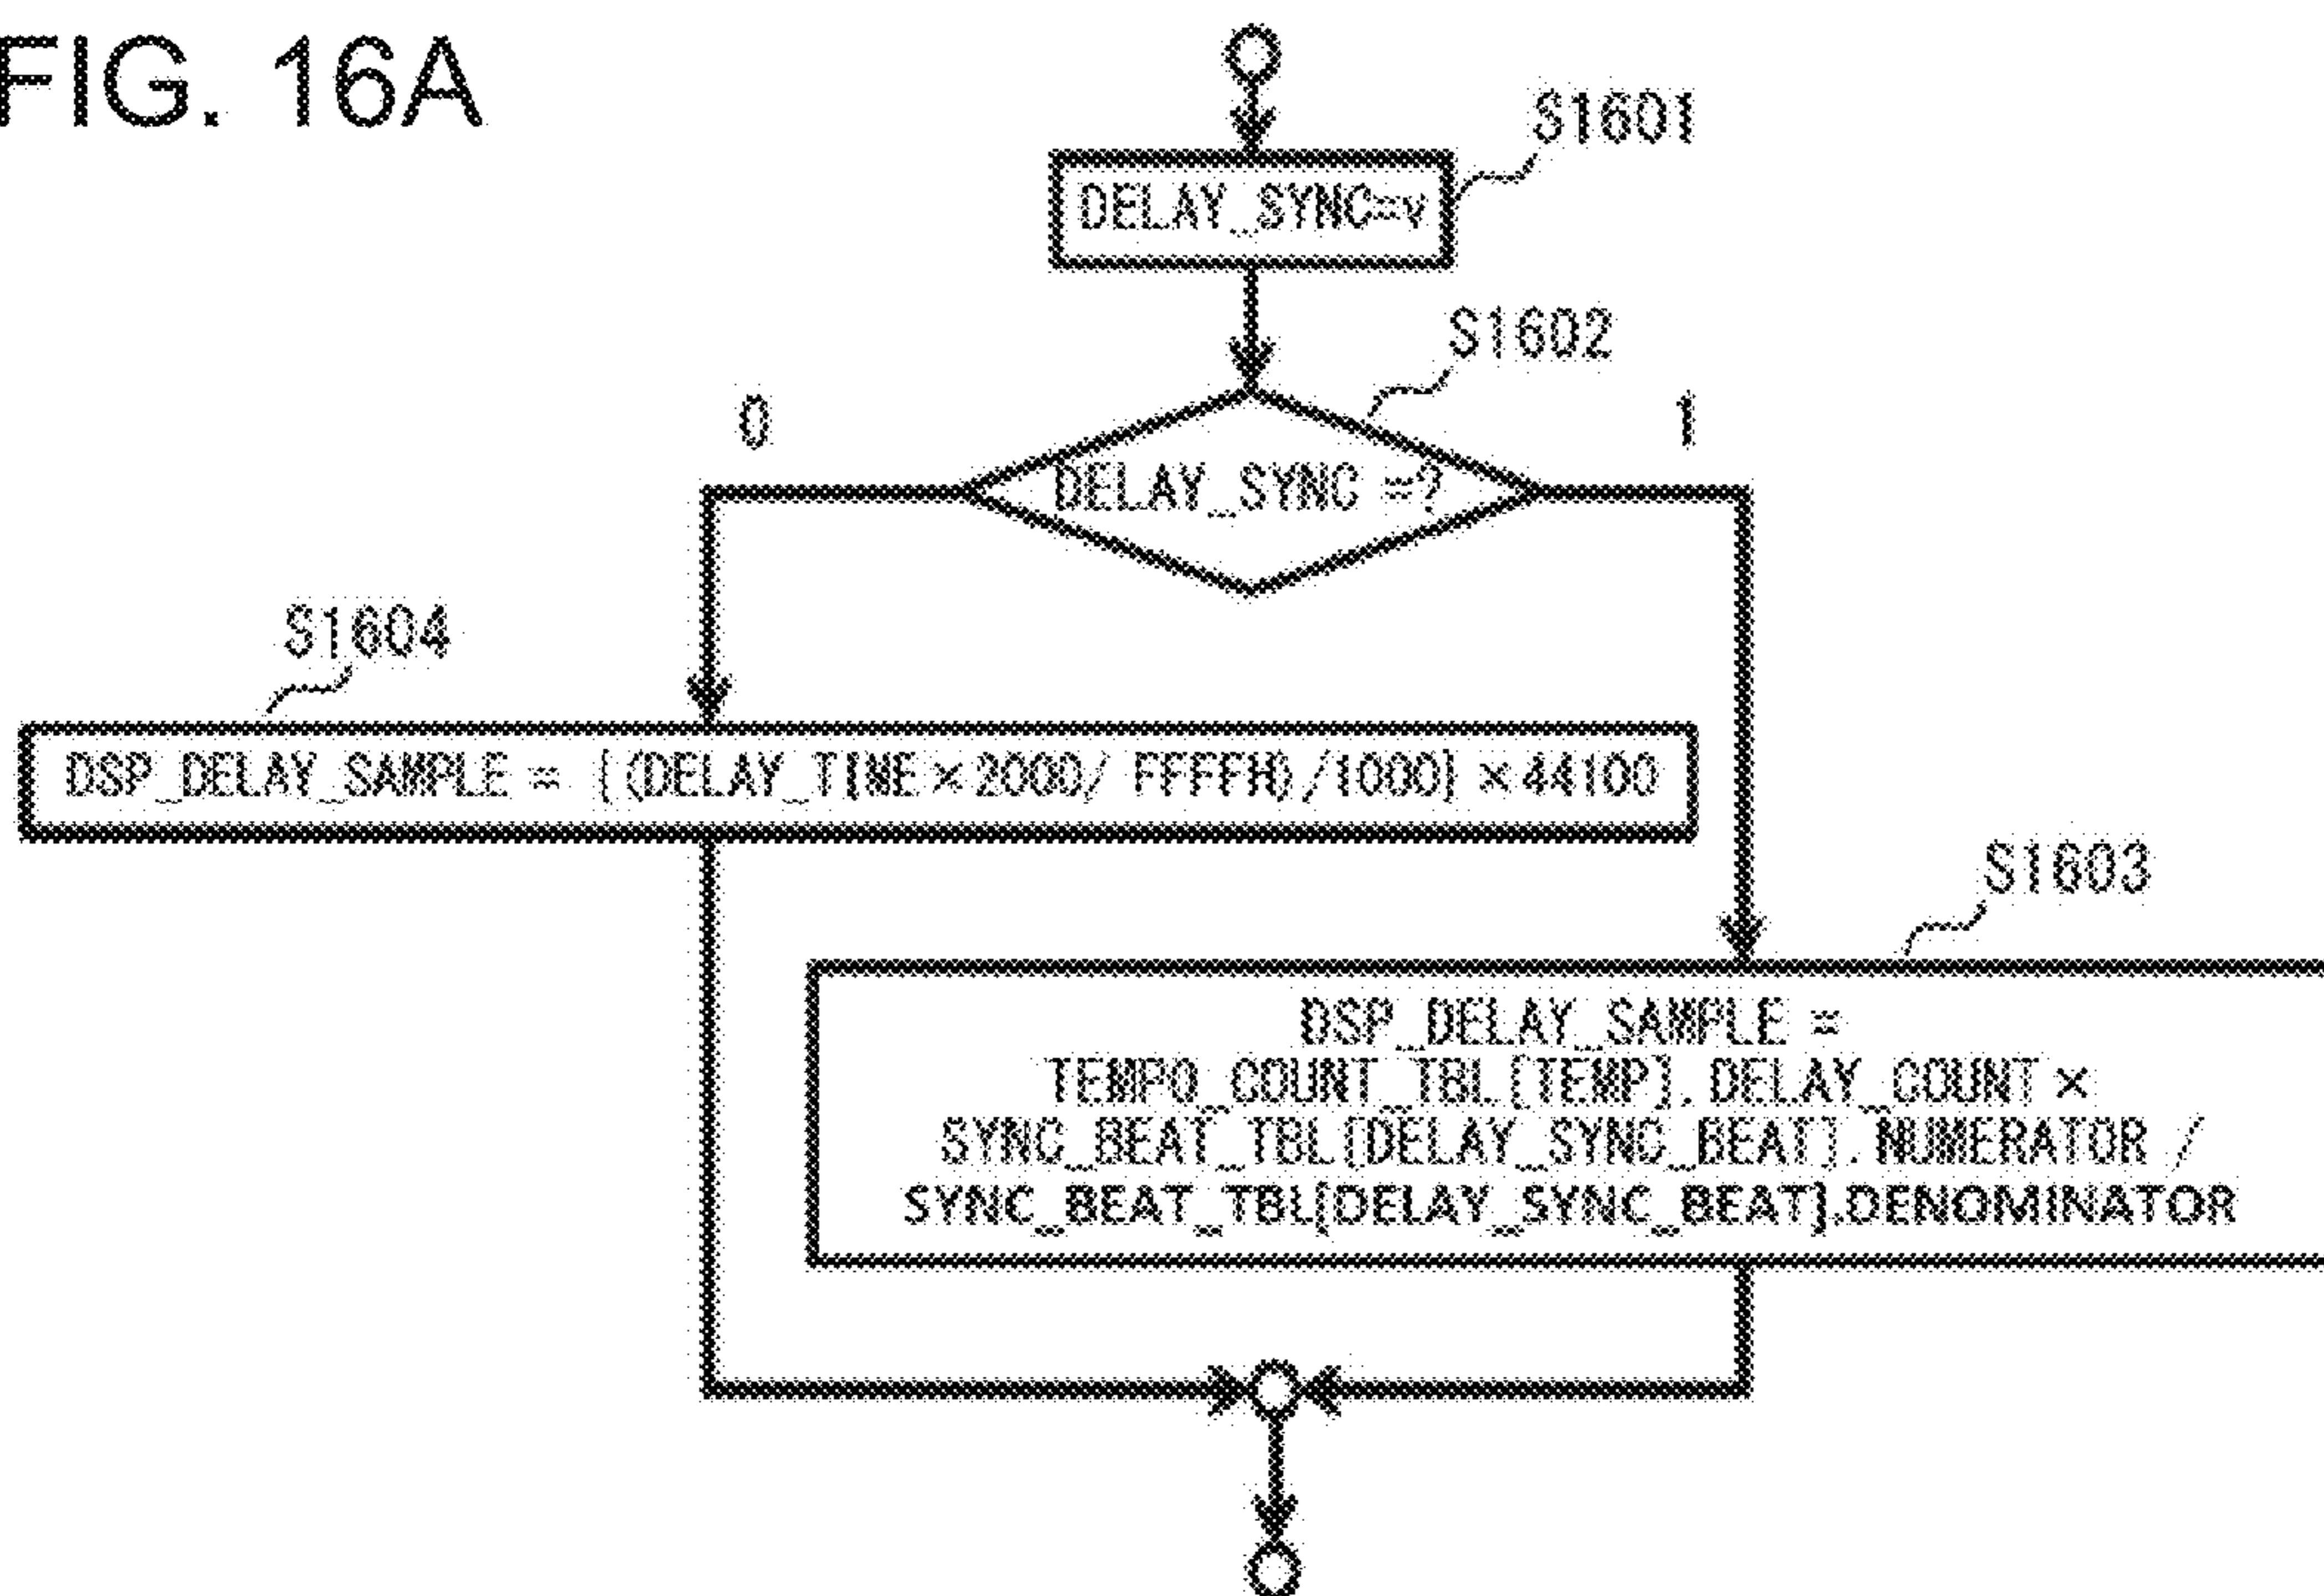 FIG. 16A
S1601
DELAY_SYNC=v
S1602
0
1
DELAY_SYNC =?
S1604
DSP_DELAY_SAMPLE = {(DELAY_TIME×2000/ FFFFH)/1000} ×44100
S1603
DSP_DELAY_SAMPLE =
TEMPO_COUNT_TBL[TEMP]. DELAY_COUNT ×
SYNC_BEAT_TBL[DELAY_SYNC_BEAT]. NUMERATOR /
SYNC_BEAT_TBL[DELAY_SYNC_BEAT].DENOMINATOR